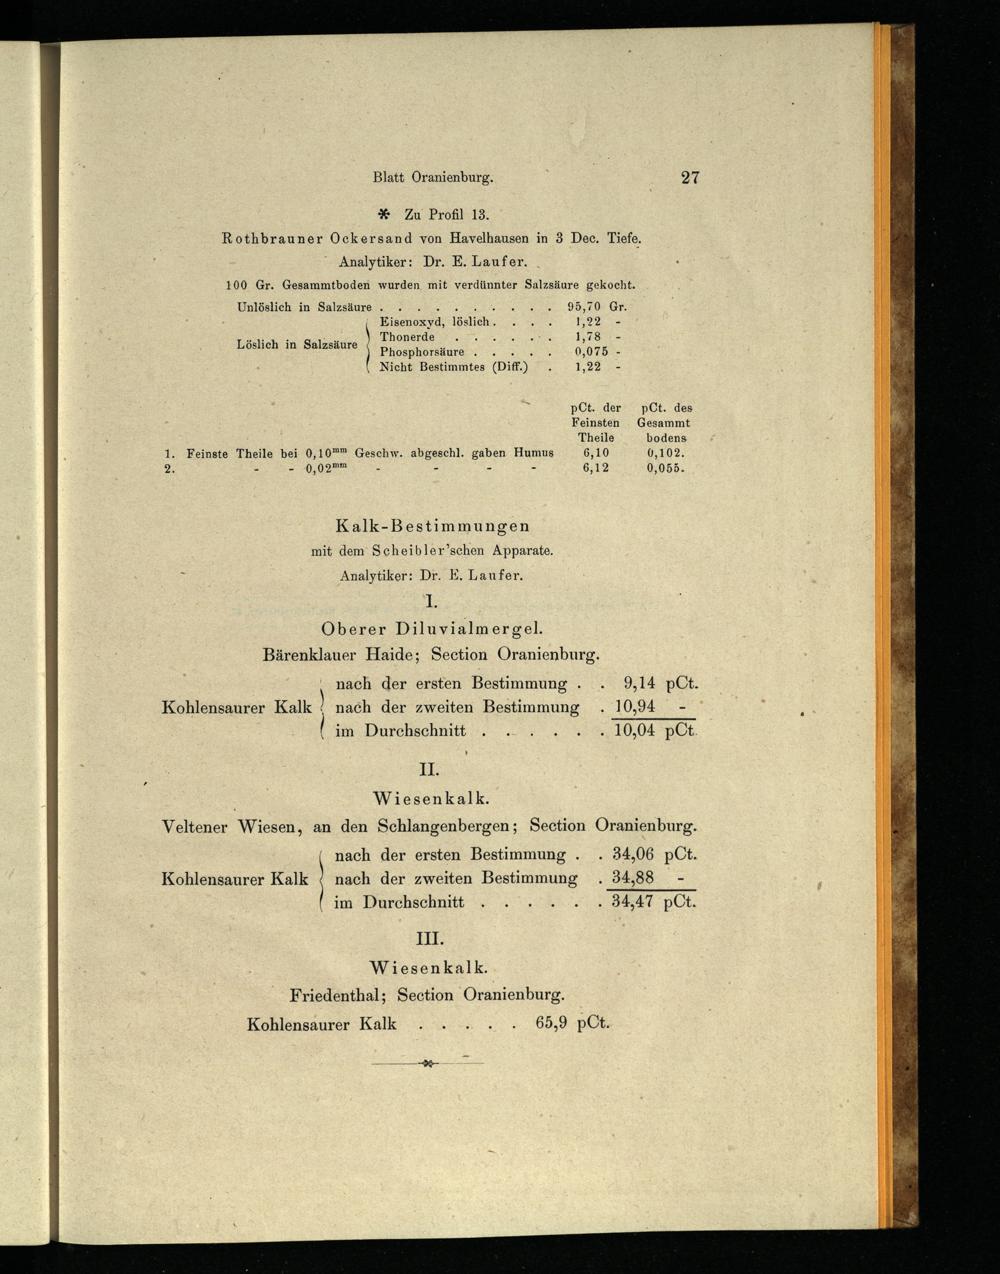 Blatt Oranienburg. 27
* Zu Profil 13.
Rothbrauner Ockersand von Havelhausen in 3 Dec. Tiefe.
Analytiker: Dr. E. Laufer.
100 Gr. Gesammtboden wurden mit verdünnter Salzsäure gekocht.
Unlöslich in Salzsäure . . . . . . . . . . 95,70 Gr.
Löslich in Salzsäure
Eisenoxyd, löslich . . . . 1,22 -
Thonerde . . . . . . 1,78 -
Phosphorsäure . . . . . 0,075 -
Nicht Bestimmtes (Diff.) . 1,22 -
pCt. der pCt. des
Feinsten Gesammt
Theile bodens
1. Feinste Theile bei 0,10mm Geschw. abgeschl. gaben Humus 6,10 0,102.
2. - - 0,02mm - - - - 6,12 0,055.
Kalk-Bestimmungen
mit dem Scheibler'schen Apparate.
Analytiker: Dr. E. Laufer.
I.
Oberer Diluvialmergel.
Bärenklauer Haide; Section Oranienburg.
nach der ersten Bestimmung . . 9,14 pCt.
Kohlensaurer Kalk nach der zweiten Bestimmung . 10,94 -
im Durchschnitt . . . . . . 10,04 pCt.
II.
Wiesenkalk.
Veltener Wiesen, an den Schlangenbergen; Section Oranienburg.
nach der ersten Bestimmung . . 34,06 pCt.
Kohlensaurer Kalk nach der zweiten Bestimmung . 34,88 -
im Durchschnitt . . . . . . 34,47 pCt.
III.
Wiesenkalk.
Friedenthal; Section Oranienburg.
Kohlensaurer Kalk . . . . . 65,9 pCt.